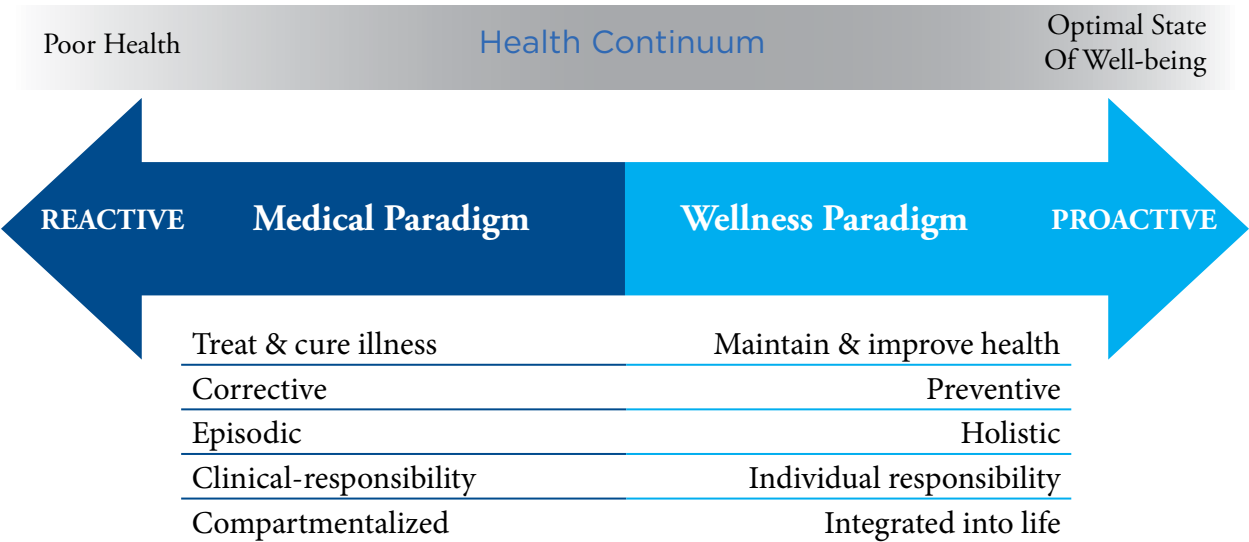 Poor Health
Health Continuum
Optimal State
Of Well-being
REACTIVE
Medical Paradigm
Wellness Paradigm
PROACTIVE
Treat & cure illness
Maintain & improve health
Corrective
Preventive
Episodic
Holistic
Clinical-responsibility
Individual responsibility
Compartmentalized
Integrated into life